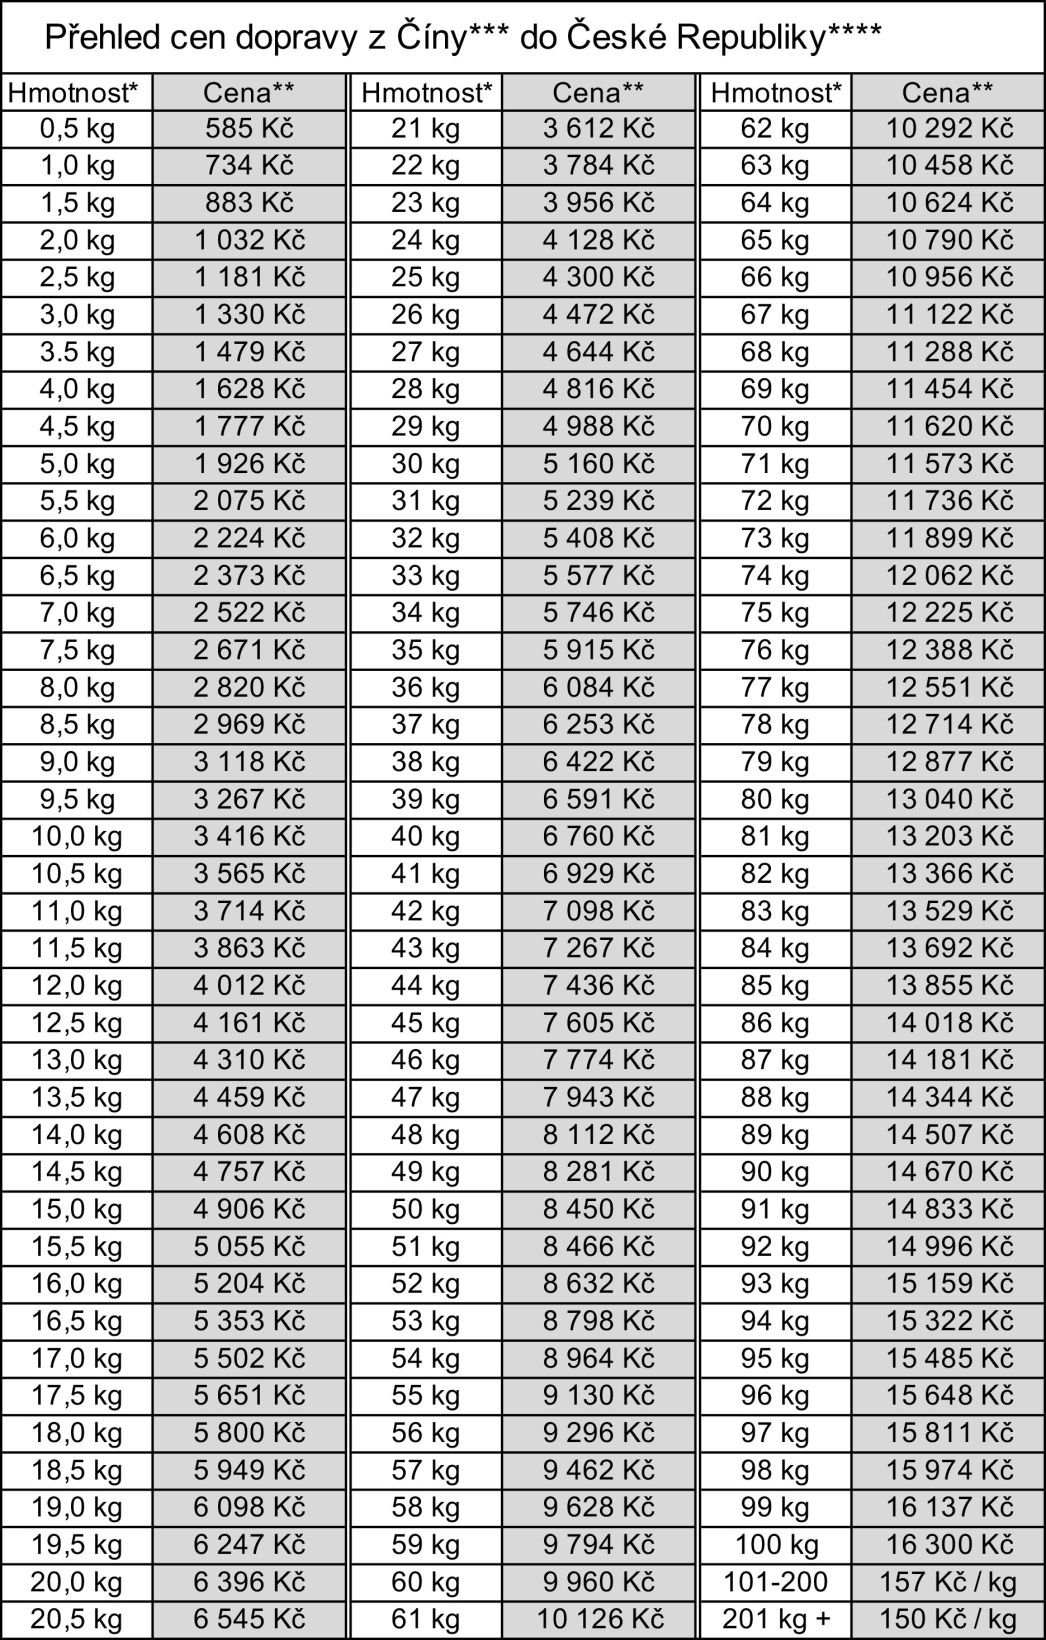 Přehled cen dopravy z Číny*** do České Republiky****
Hmotnost* Cena** Hmotnost* Cena** Hmotnost* Cena**
0,5 kg 585 Kč 21 kg 3 612 Kč 62 kg 10 292 Kč
1,0 kg 734 Kč 22 kg 3 784 Kč 63 kg 10 458 Kč
1,5 kg 883 Kč 23 kg 3 956 Kč 64 kg 10 624 Kč
2,0 kg 1 032 Kč 24 kg 4 128 Kč 65 kg 10 790 Kč
2,5 kg 1 181 Kč 25 kg 4 300 Kč 66 kg 10 956 Kč
3,0 kg 1 330 Kč 26 kg 4 472 Kč 67 kg 11 122 Kč
3.5 kg 1 479 Kč 27 kg 4 644 Kč 68 kg 11 288 Kč
4,0 kg 1 628 Kč 28 kg 4 816 Kč 69 kg 11 454 Kč
4,5 kg 1 777 Kč 29 kg 4 988 Kč 70 kg 11 620 Kč
5,0 kg 1 926 Kč 30 kg 5 160 Kč 71 kg 11 573 Kč
5,5 kg 2 075 Kč 31 kg 5 239 Kč 72 kg 11 736 Kč
6,0 kg 2 224 Kč 32 kg 5 408 Kč 73 kg 11 899 Kč
6,5 kg 2 373 Kč 33 kg 5 577 Kč 74 kg 12 062 Kč
7,0 kg 2 522 Kč 34 kg 5 746 Kč 75 kg 12 225 Kč
7,5 kg 2 671 Kč 35 kg 5 915 Kč 76 kg 12 388 Kč
8,0 kg 2 820 Kč 36 kg 6 084 Kč 77 kg 12 551 Kč
8,5 kg 2 969 Kč 37 kg 6 253 Kč 78 kg 12 714 Kč
9,0 kg 3 118 Kč 38 kg 6 422 Kč 79 kg 12 877 Kč
9,5 kg 3 267 Kč 39 kg 6 591 Kč 80 kg 13 040 Kč
10,0 kg 3 416 Kč 40 kg 6 760 Kč 81 kg 13 203 Kč
10,5 kg 3 565 Kč 41 kg 6 929 Kč 82 kg 13 366 Kč
11,0 kg 3 714 Kč 42 kg 7 098 Kč 83 kg 13 529 Kč
11,5 kg 3 863 Kč 43 kg 7 267 Kč 84 kg 13 692 Kč
12,0 kg 4 012 Kč 44 kg 7 436 Kč 85 kg 13 855 Kč
12,5 kg 4 161 Kč 45 kg 7 605 Kč 86 kg 14 018 Kč
13,0 kg 4 310 Kč 46 kg 7 774 Kč 87 kg 14 181 Kč
13,5 kg 4 459 Kč 47 kg 7 943 Kč 88 kg 14 344 Kč
14,0 kg 4 608 Kč 48 kg 8 112 Kč 89 kg 14 507 Kč
14,5 kg 4 757 Kč 49 kg 8 281 Kč 90 kg 14 670 Kč
15,0 kg 4 906 Kč 50 kg 8 450 Kč 91 kg 14 833 Kč
15,5 kg 5 055 Kč 51 kg 8 466 Kč 92 kg 14 996 Kč
16,0 kg 5 204 Kč 52 kg 8 632 Kč 93 kg 15 159 Kč
16,5 kg 5 353 Kč 53 kg 8 798 Kč 94 kg 15 322 Kč
17,0 kg 5 502 Kč 54 kg 8 964 Kč 95 kg 15 485 Kč
17,5 kg 5 651 Kč 55 kg 9 130 Kč 96 kg 15 648 Kč
18,0 kg 5 800 Kč 56 kg 9 296 Kč 97 kg 15 811 Kč
18,5 kg 5 949 Kč 57 kg 9 462 Kč 98 kg 15 974 Kč
19,0 kg 6 098 Kč 58 kg 9 628 Kč 99 kg 16 137 Kč
19,5 kg 6 247 Kč 59 kg 9 794 Kč 100 kg 16 300 Kč
20,0 kg 6 396 Kč 60 kg 9 960 Kč 101-200 157 Kč / kg
20,5 kg 6 545 Kč 61 kg 10 126 Kč 201 kg + 150 Kč / kg